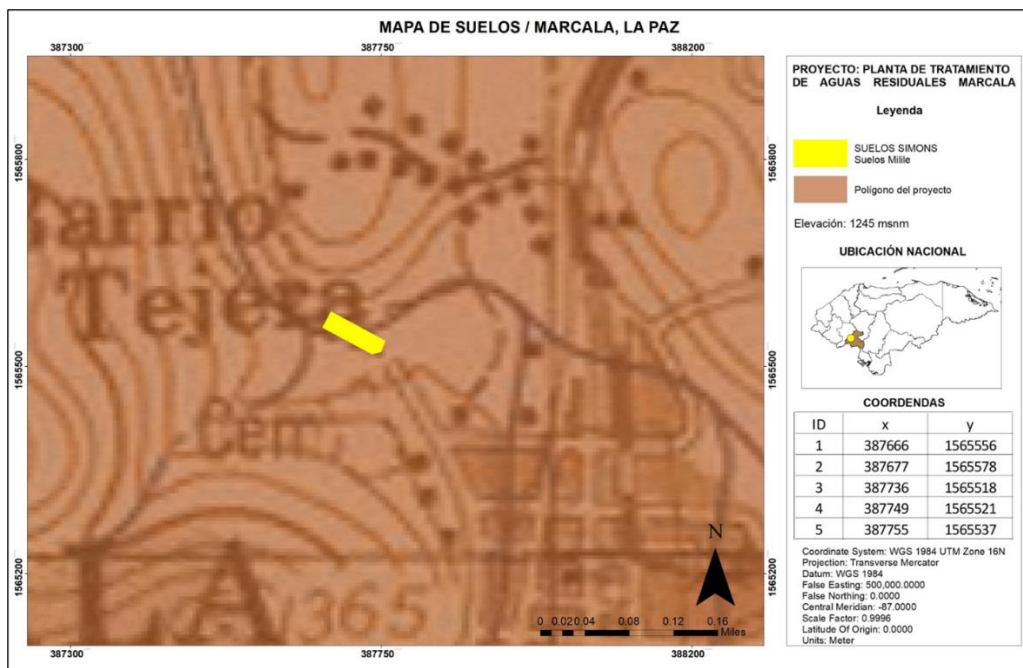 MAPA DE SUELOS / MARCALA, LA PAZ
387300 387750 388200
1565800
1565500
1565200
Barrio
Tejera
Cem.
LA
365
N
0 0.02 0.04 0.08 0.12 0.16
Miles
387300 387750 388200
1565800
1565500
1565200
PROYECTO: PLANTA DE TRATAMIENTO
DE AGUAS RESIDUALES MARCALA
Leyenda
SUELOS SIMONS
Suelos Milile
Polígono del proyecto
Elevación: 1245 msnm
UBICACIÓN NACIONAL
COORDENDAS
ID x y
1 387666 1565556
2 387677 1565578
3 387736 1565518
4 387749 1565521
5 387755 1565537
Coordinate System: WGS 1984 UTM Zone 16N
Projection: Transverse Mercator
Datum: WGS 1984
False Easting: 500,000.0000
False Northing: 0.0000
Central Meridian: -87.0000
Scale Factor: 0.9996
Latitude Of Origin: 0.0000
Units: Meter